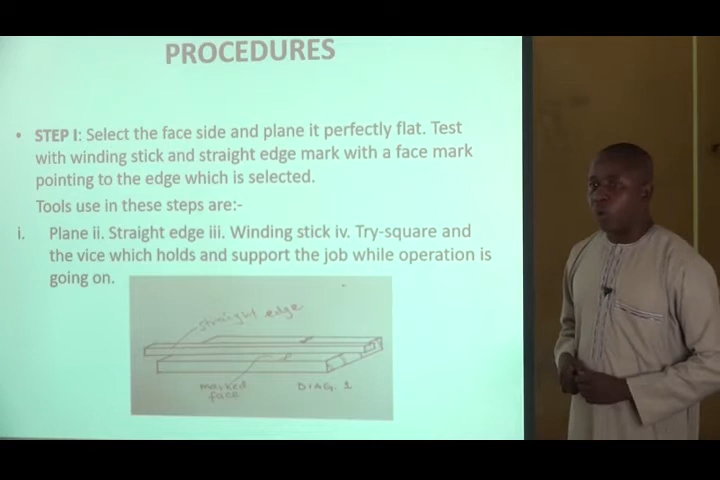 PROCEDURES
• STEP I: Select the face side and plane it perfectly flat. Test
with winding stick and straight edge mark with a face mark
pointing to the edge which is selected.
Tools use in these steps are:-
i. Plane ii. Straight edge iii. Winding stick iv. Try-square and
the vice which holds and support the job while operation is
going on.
straight edge
marked
face
DIAG. 1